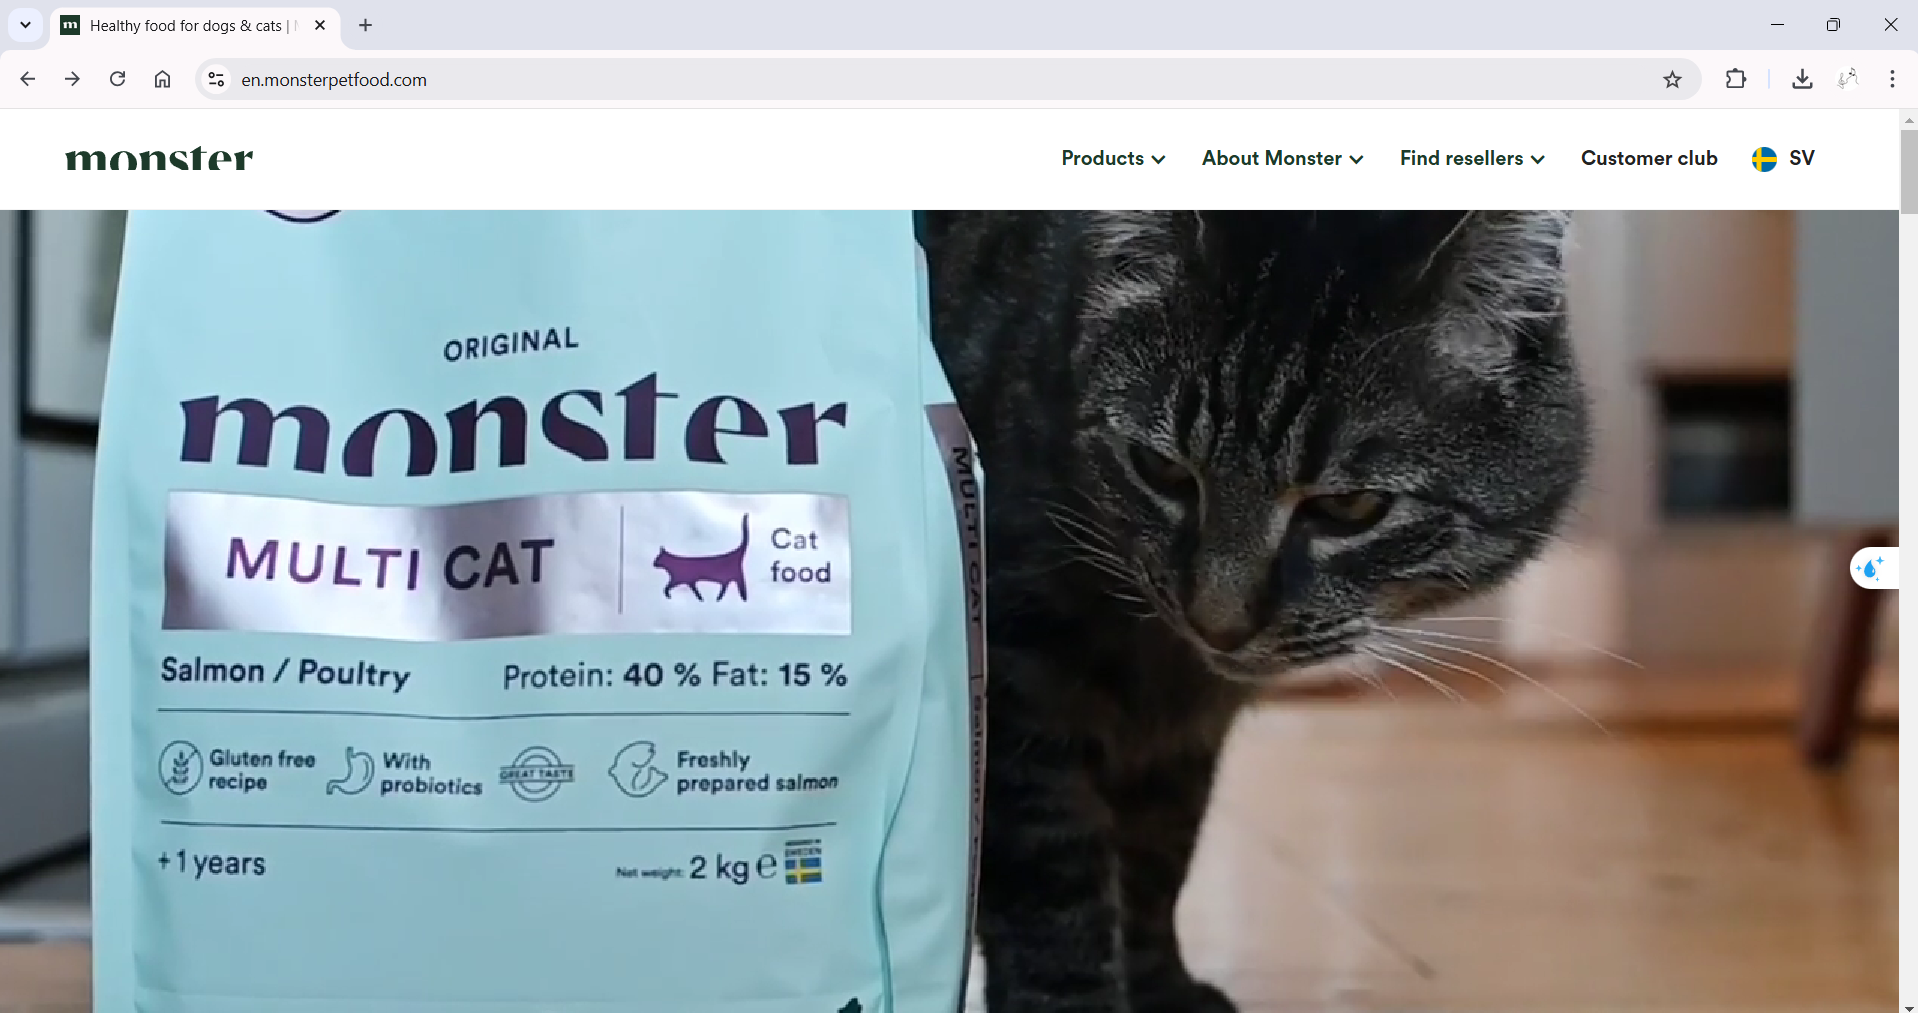 Healthy food for dogs & cats |
en.monsterpetfood.com
monster
Products
About Monster
Find resellers
Customer club
SV
ORIGINAL
monster
MULTI CAT
Cat
food
MULTI CAT
Salmon / Poultry
Protein: 40 % Fat: 15 %
Gluten free
recipe
With
probiotics
GREAT TASTE
Freshly
prepared salmon
+1 years
Net weight: 2 kg e
SWEDEN